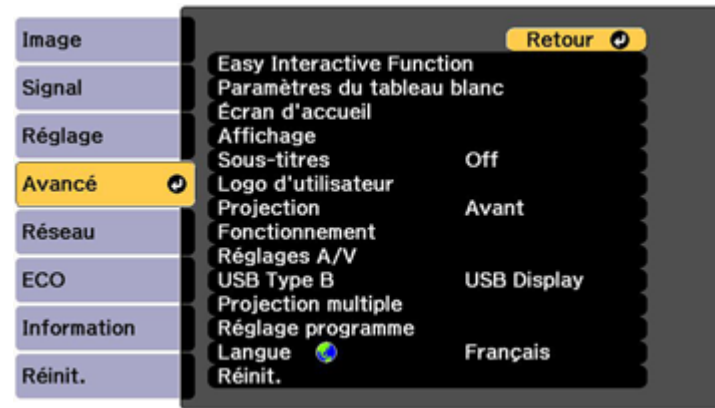 Image
Signal
Réglage
Avancé
Réseau
ECO
Information
Réinit.
Retour
Easy Interactive Function
Paramètres du tableau blanc
Écran d'accueil
Affichage
Sous-titres Off
Logo d'utilisateur
Projection Avant
Fonctionnement
Réglages A/V
USB Type B USB Display
Projection multiple
Réglage programme
Langue Français
Réinit.